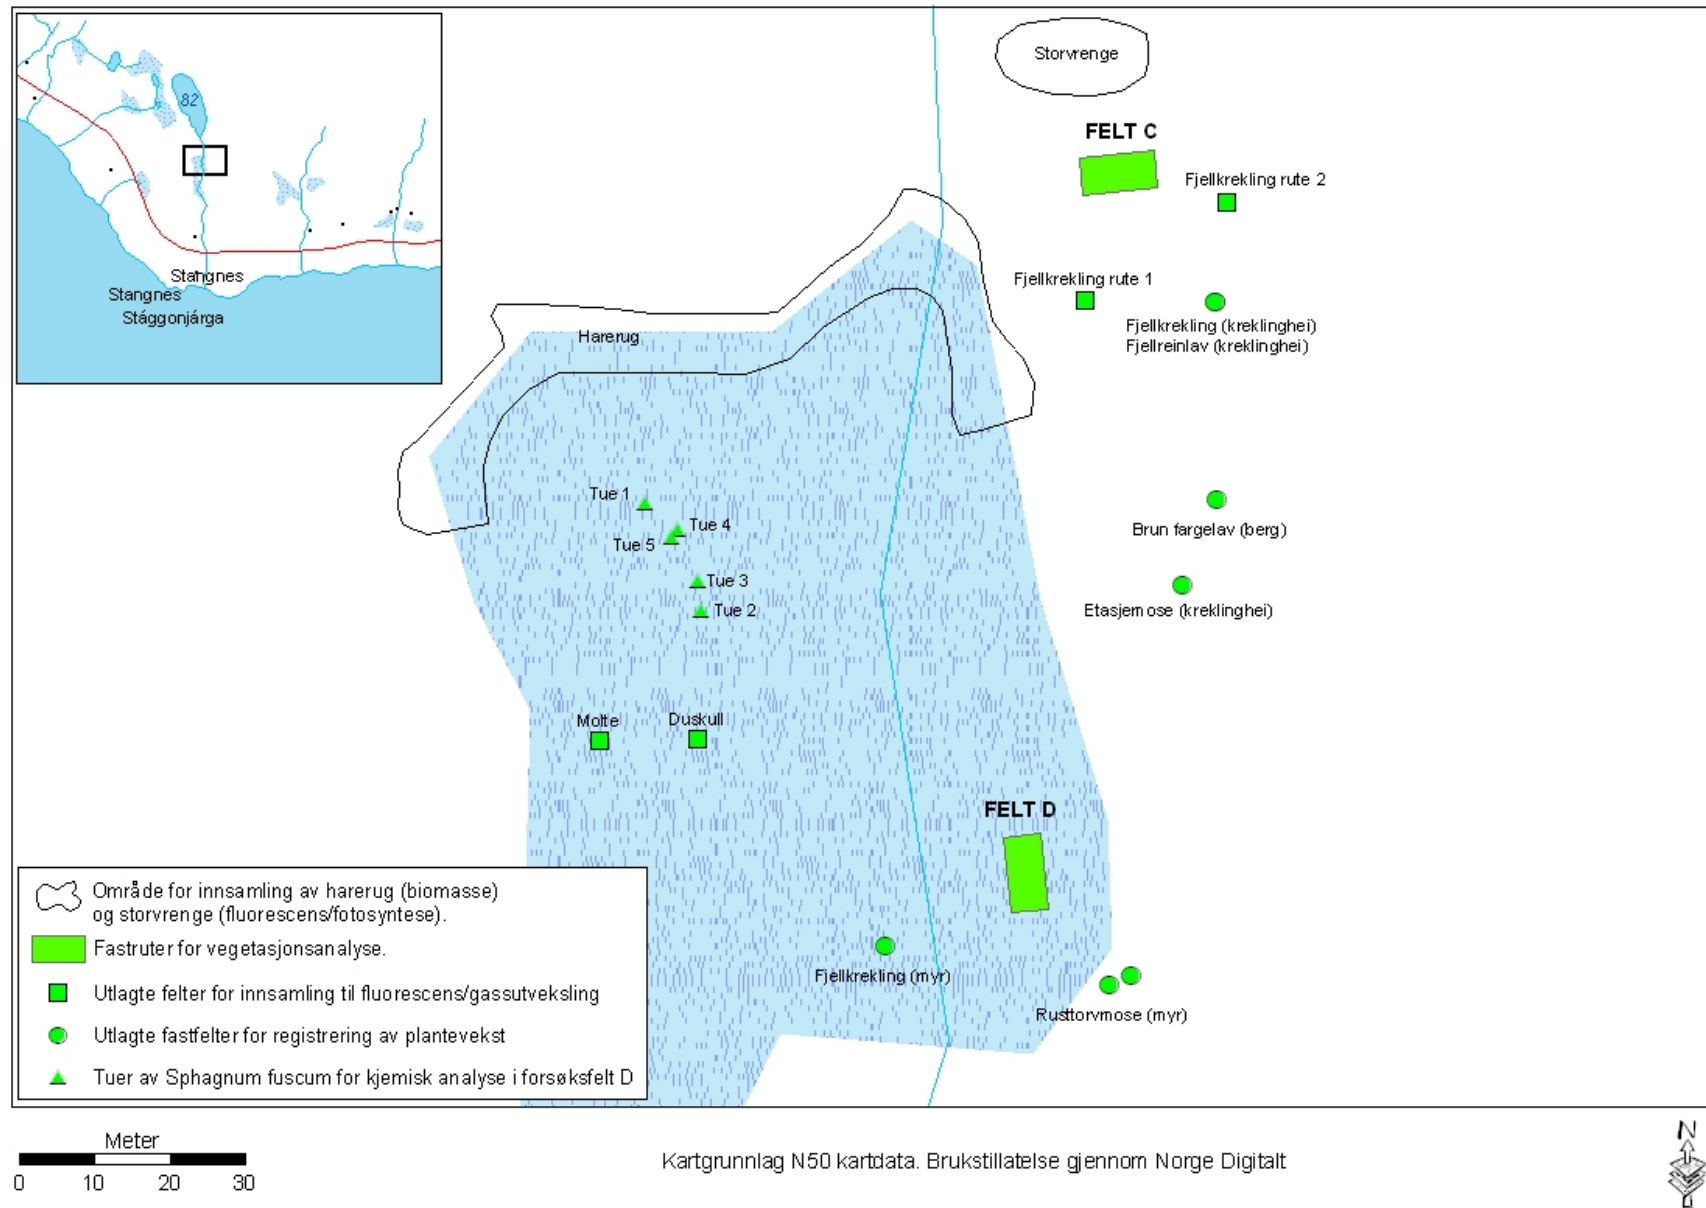 82
Stangnes
Stangnes
Stággonjárga
Storvrenge
FELT C
Fjellkrekling rute 2
Fjellkrekling rute 1
Fjellkrekling (kreklinghei)
Fjellreinlav (kreklinghei)
Harerug
Tue 1
Tue 4
Tue 5
Tue 3
Tue 2
Brun fargelav (berg)
Etasjemose (kreklinghei)
Molte
Duskull
FELT D
Fjellkrekling (myr)
Rusttorvmose (myr)
Område for innsamling av harerug (biomasse)
og storvrenge (fluorescens/fotosyntese).
Fastruter for vegetasjonsanalyse.
Utlagte felter for innsamling til fluorescens/gassutveksling
Utlagte fastfelter for registrering av plantevekst
Tuer av Sphagnum fuscum for kjemisk analyse i forsøksfelt D
Meter
0 10 20 30
Kartgrunnlag N50 kartdata. Brukstillatelse gjennom Norge Digitalt
N